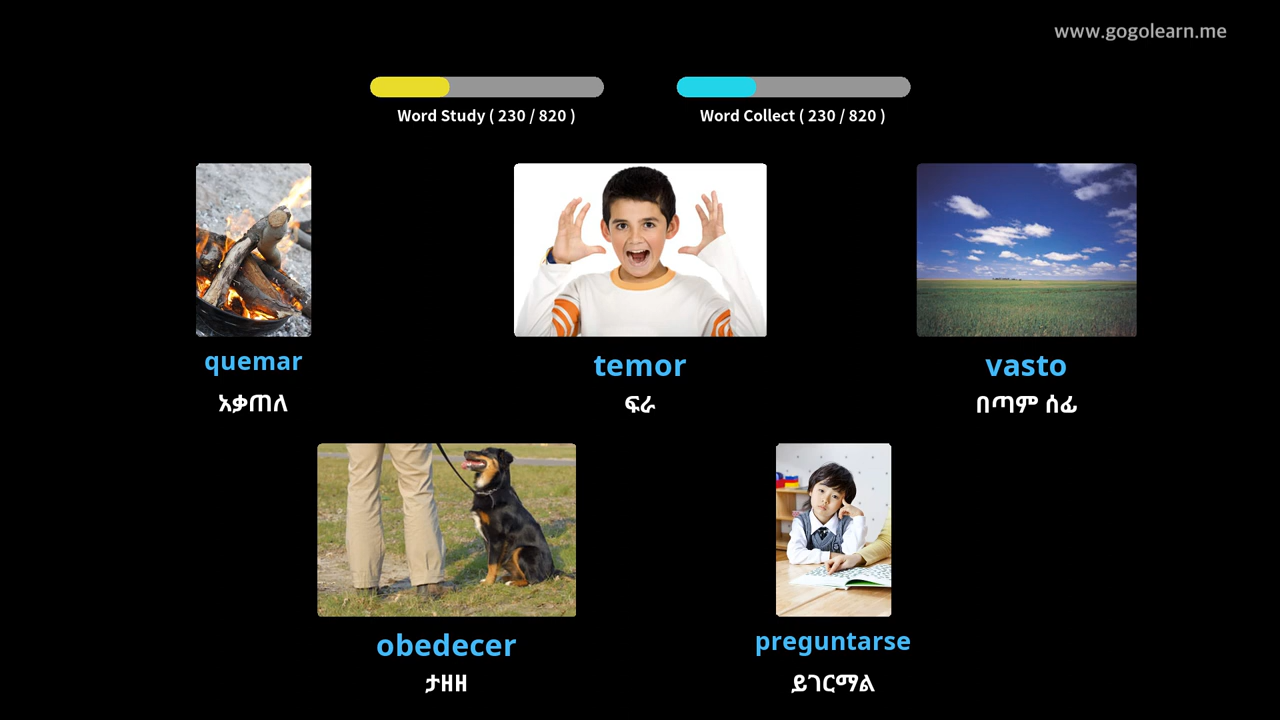 www.gogolearn.me
Word Study ( 230 / 820 )
Word Collect ( 230 / 820 )
quemar
አቃጠለ
temor
ፍራ
vasto
በጣም ሰፊ
obedecer
ታዘዘ
preguntarse
ይገርማል